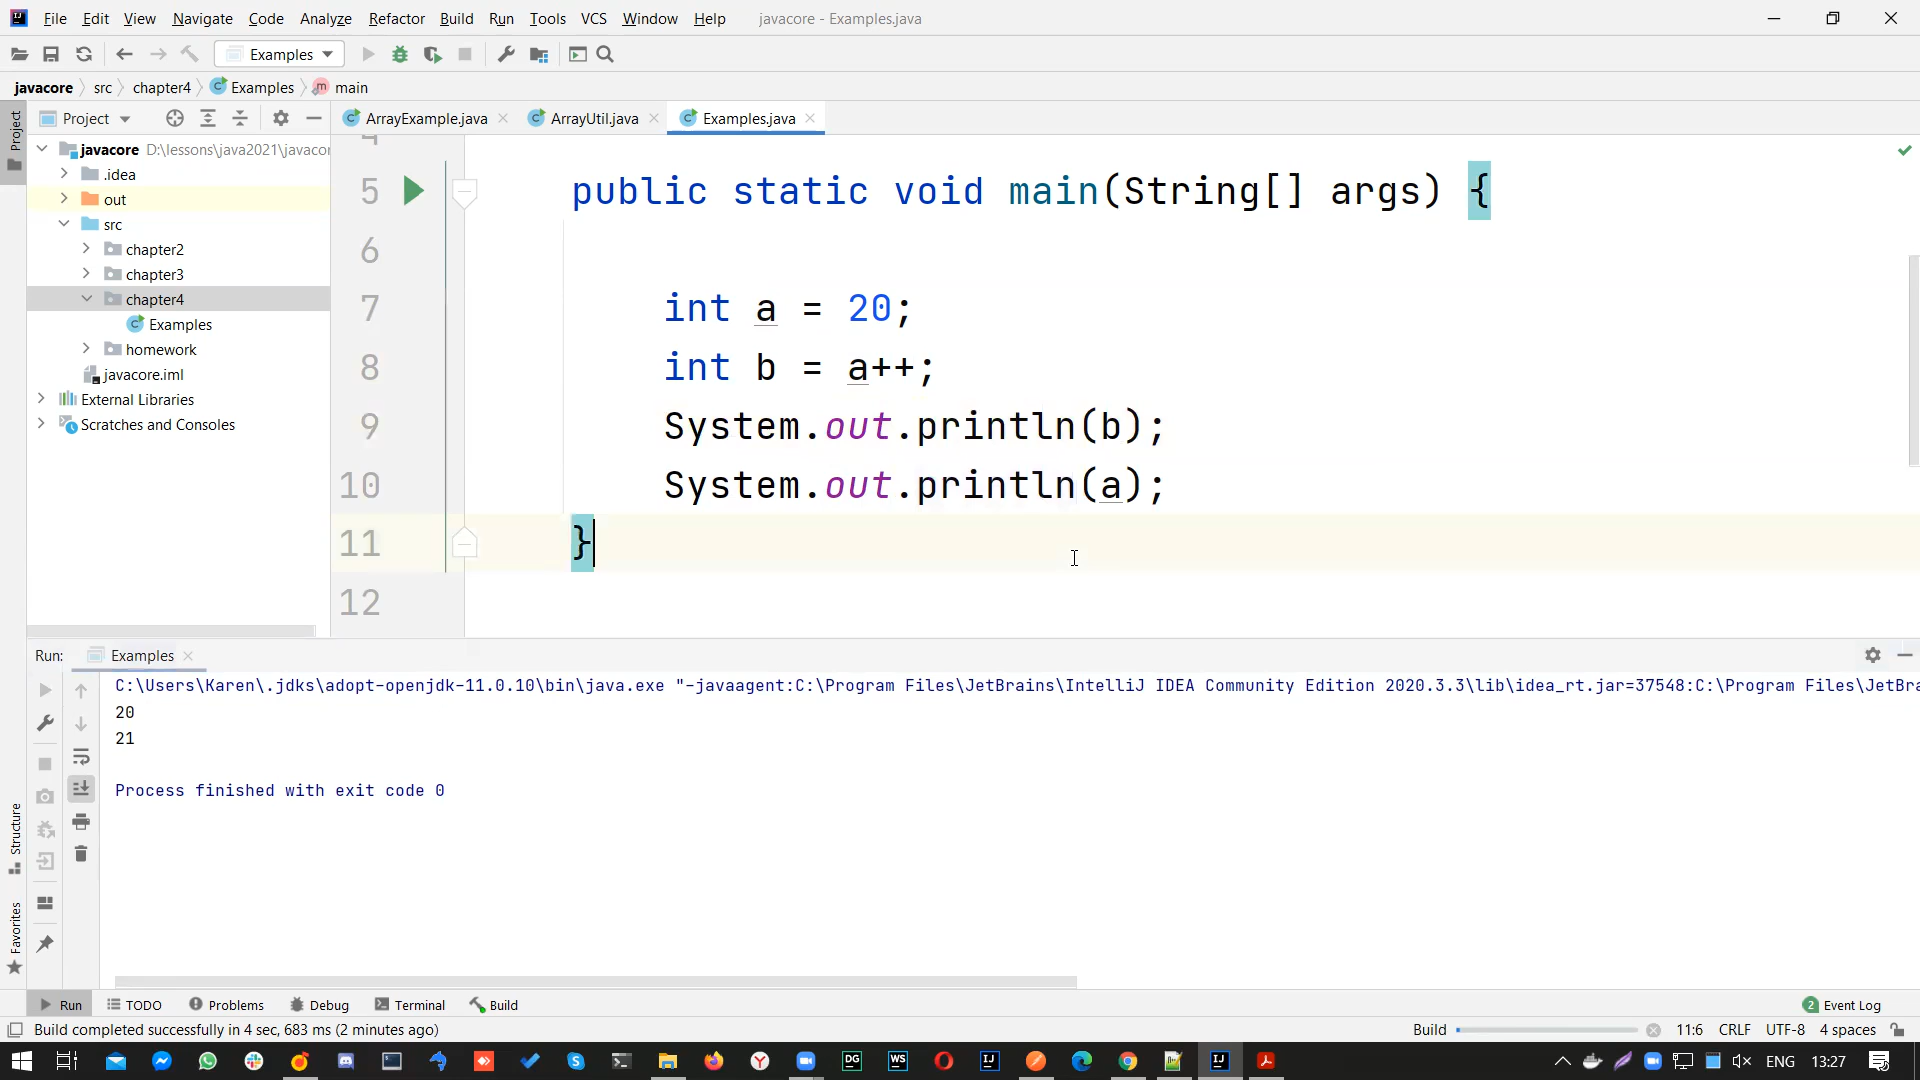 File Edit View Navigate Code Analyze Refactor Build Run Tools VCS Window Help javacore - Examples.java
Examples
javacore src chapter4 Examples main
Project
Project
ArrayExample.java
ArrayUtil.java
Examples.java
javacore D:\lessons\java2021\javacor
.idea
out
src
chapter2
chapter3
chapter4
Examples
homework
javacore.iml
External Libraries
Scratches and Consoles
5 public static void main(String[] args) {
6
7 int a = 20;
8 int b = a++;
9 System.out.println(b);
10 System.out.println(a);
11 }
12
Run: Examples
C:\Users\Karen\.jdks\adopt-openjdk-11.0.10\bin\java.exe "-javaagent:C:\Program Files\JetBrains\IntelliJ IDEA Community Edition 2020.3.3\lib\idea_rt.jar=37548:C:\Program Files\JetBra
20
21
Process finished with exit code 0
Structure
Favorites
Run TODO Problems Debug Terminal Build
2 Event Log
Build completed successfully in 4 sec, 683 ms (2 minutes ago)
Build 11:6 CRLF UTF-8 4 spaces
DG WS IJ IJ
ENG 13:27